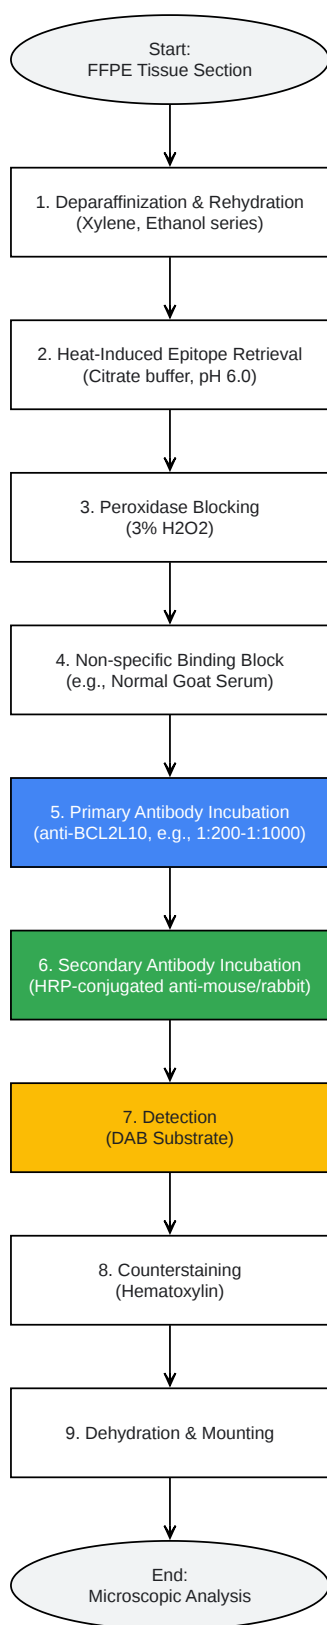 Start:
FFPE Tissue Section
1. Deparaffinization & Rehydration
(Xylene, Ethanol series)
2. Heat-Induced Epitope Retrieval
(Citrate buffer, pH 6.0)
3. Peroxidase Blocking
(3% H2O2)
4. Non-specific Binding Block
(e.g., Normal Goat Serum)
5. Primary Antibody Incubation
(anti-BCL2L10, e.g., 1:200-1:1000)
6. Secondary Antibody Incubation
(HRP-conjugated anti-mouse/rabbit)
7. Detection
(DAB Substrate)
8. Counterstaining
(Hematoxylin)
9. Dehydration & Mounting
End:
Microscopic Analysis